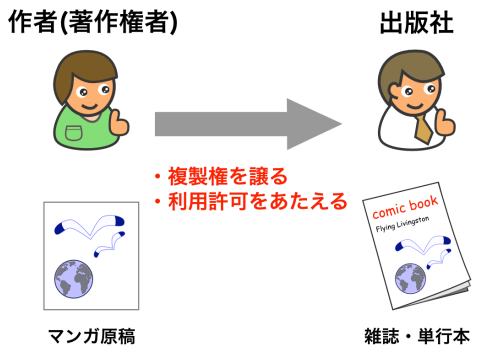 作者(著作権者)
出版社
・複製権を譲る
・利用許可をあたえる
comic book
Flying Livingston
マンガ原稿
雑誌・単行本